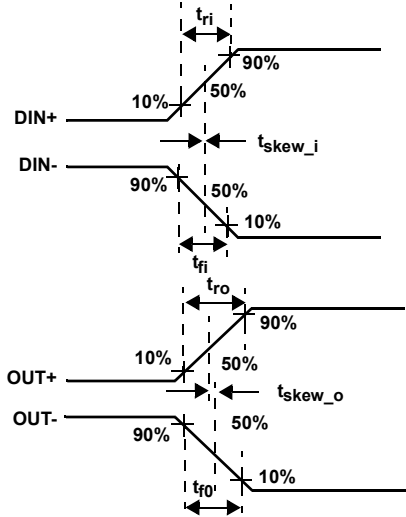 tri
90%
10%
50%
DIN+
tskew_i
DIN-
90%
50%
10%
tfi
tro
90%
10%
50%
OUT+
tskew_o
OUT-
50%
90%
10%
tf0